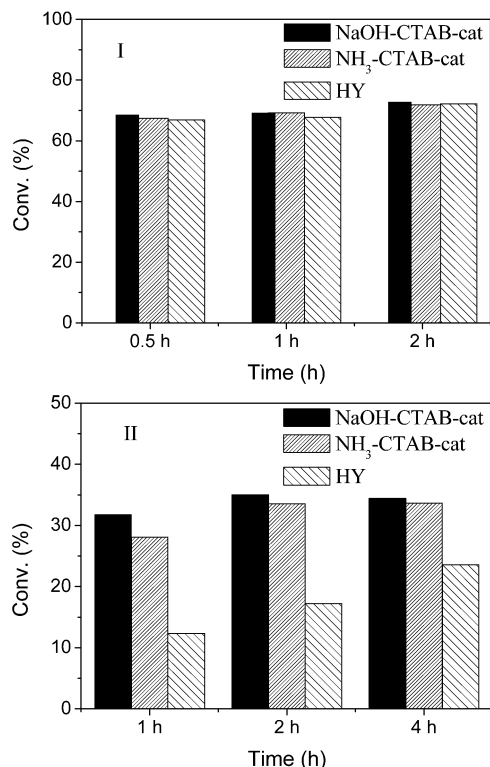 100
I
NaOH-CTAB-cat
NH3-CTAB-cat
HY
80
60
40
20
0
Conv. (%)
0.5 h 1 h 2 h
Time (h)
50
II
NaOH-CTAB-cat
NH3-CTAB-cat
HY
40
30
20
10
0
Conv. (%)
1 h 2 h 4 h
Time (h)